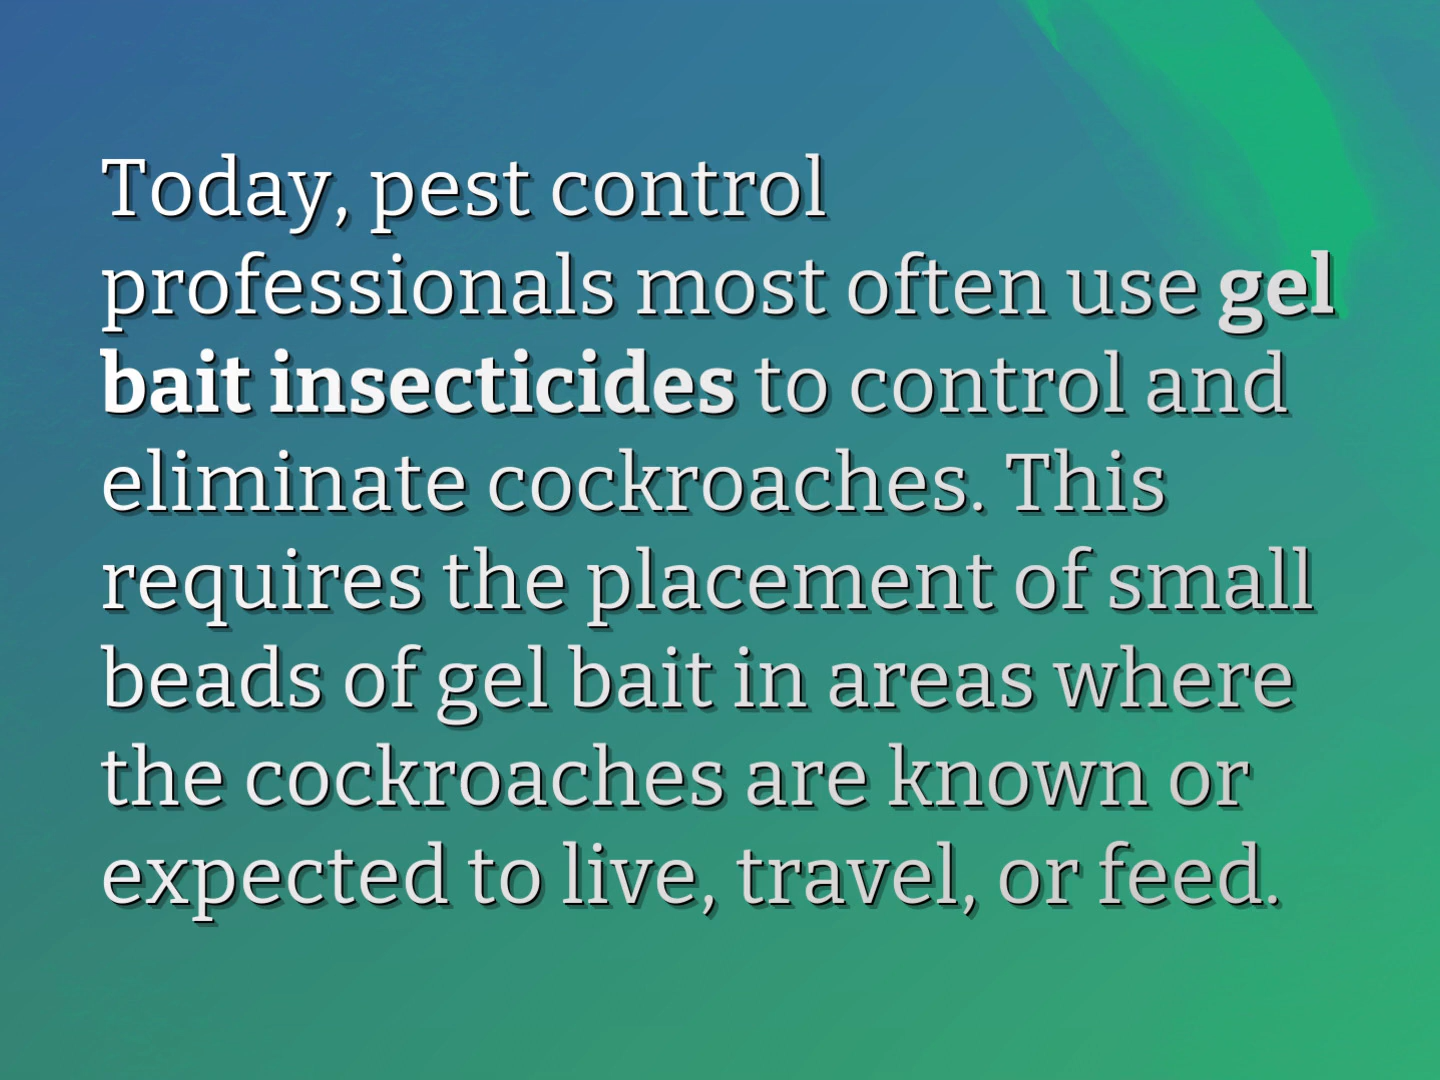 Today, pest control
professionals most often use gel
bait insecticides to control and
eliminate cockroaches. This
requires the placement of small
beads of gel bait in areas where
the cockroaches are known or
expected to live, travel, or feed.